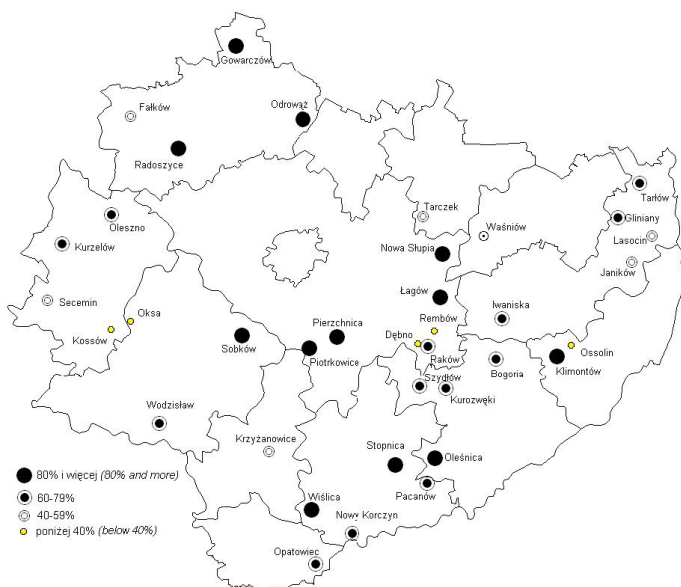 Gowarczów
Fałków
Odrowąż
Radoszyce
Tarłów
Tarczek
Gliniany
Oleszno
Waśniów
Lasocin
Kurzelów
Nowa Słupia
Janików
Łagów
Secemin
Oksa
Iwaniska
Rembów
Kossów
Pierzchnica
Dębno
Sobków
Ossolin
Piotrkowice
Raków
Klimontów
Bogoria
Szydłów
Kurozwęki
Wodzisław
Krzyżanowice
Stopnica
Oleśnica
80% i więcej (80% and more)
Pacanów
60-79%
Wiślica
40-59%
Nowy Korczyn
poniżej 40% (below 40%)
Opatowiec